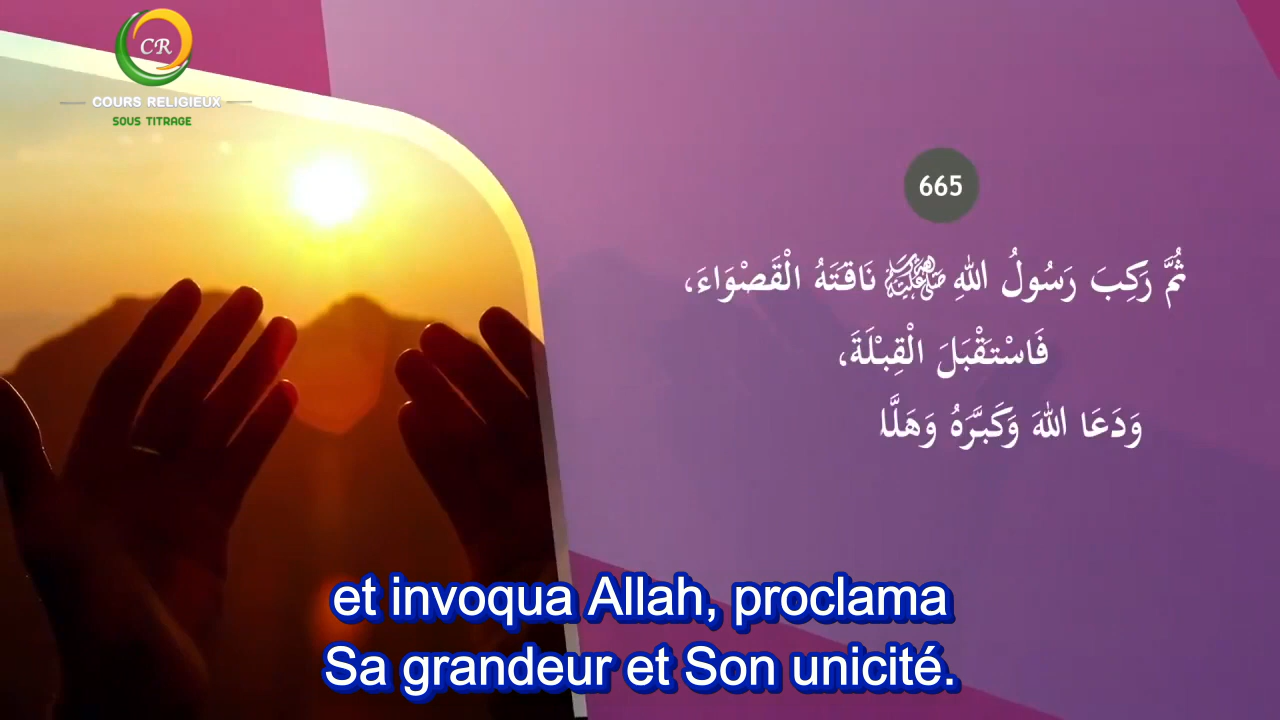 CR
COURS RELIGIEUX
SOUS TITRAGE
665
ثُمَّ رَكِبَ رَسُولُ اللهِ ﷺ نَاقَتَهُ الْقَصْوَاءَ،
فَاسْتَقْبَلَ الْقِبْلَةَ،
وَدَعَا اللهَ وَكَبَّرَهُ وَهَلَّا
et invoqua Allah, proclama
Sa grandeur et Son unicité.